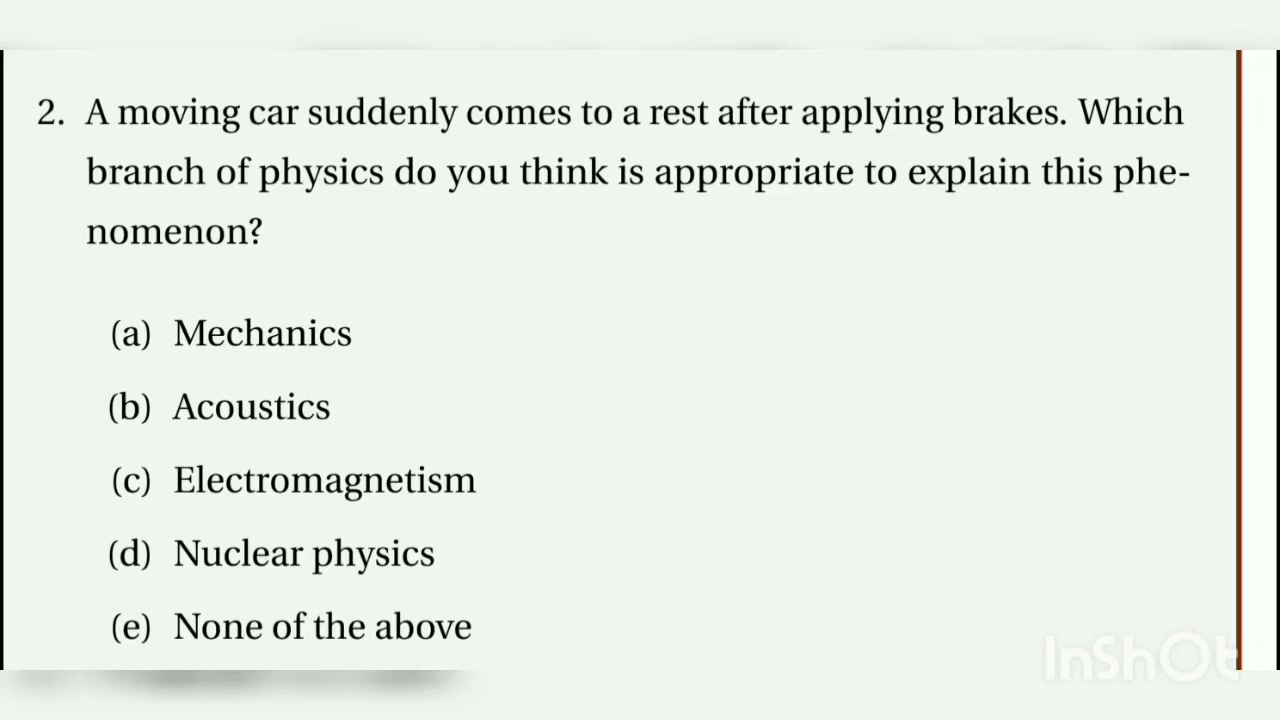 2. A moving car suddenly comes to a rest after applying brakes. Which
branch of physics do you think is appropriate to explain this phe-
nomenon?
(a) Mechanics
(b) Acoustics
(c) Electromagnetism
(d) Nuclear physics
(e) None of the above
InShOt